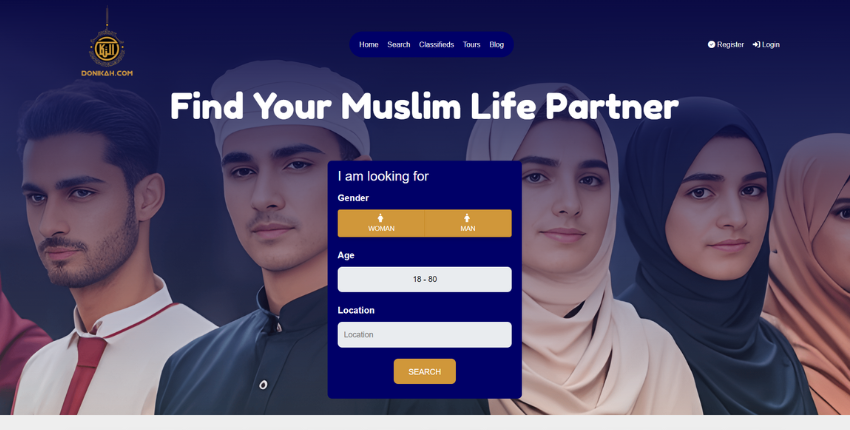 DONIKAH.COM
Home Search Classifieds Tours Blog
Register Login
Find Your Muslim Life Partner
I am looking for
Gender
WOMAN MAN
Age
18 - 80
Location
Location
SEARCH